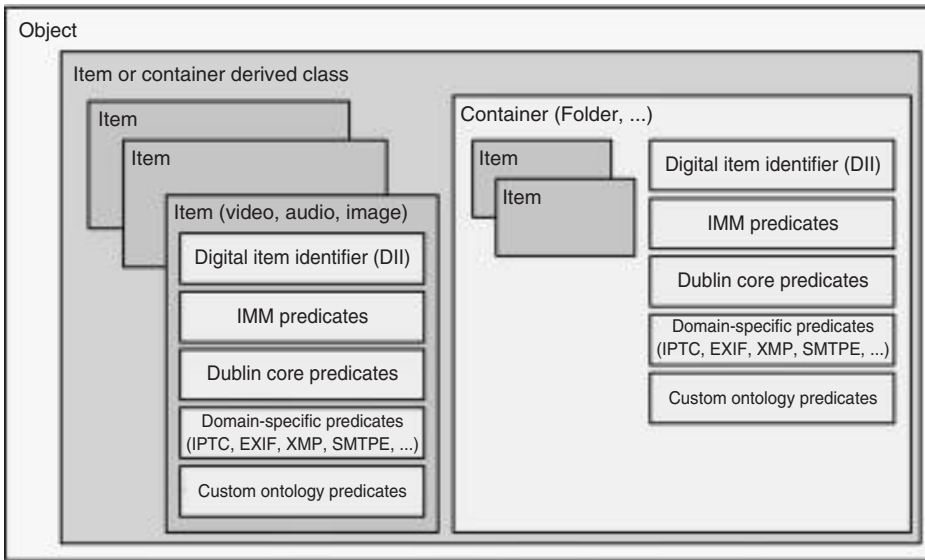 Object
Item or container derived class
Item
Item
Item (video, audio, image)
Digital item identifier (DII)
IMM predicates
Dublin core predicates
Domain-specific predicates
(IPTC, EXIF, XMP, SMTPE, ...)
Custom ontology predicates
Container (Folder, ...)
Item
Item
Digital item identifier (DII)
IMM predicates
Dublin core predicates
Domain-specific predicates
(IPTC, EXIF, XMP, SMTPE, ...)
Custom ontology predicates